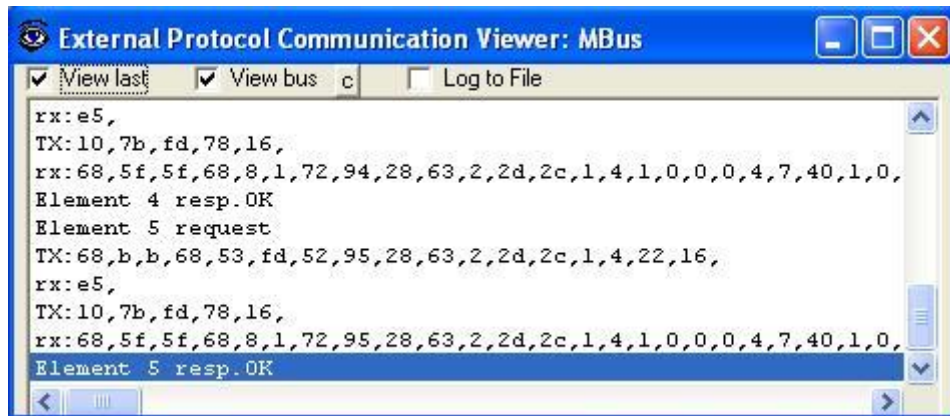 External Protocol Communication Viewer: MBus
View last View bus c Log to File
rx:e5,
TX:10,7b,fd,78,16,
rx:68,5f,5f,68,8,1,72,94,28,63,2,2d,2c,1,4,1,0,0,0,4,7,40,1,0,
Element 4 resp.OK
Element 5 request
TX:68,b,b,68,53,fd,52,95,28,63,2,2d,2c,1,4,22,16,
rx:e5,
TX:10,7b,fd,78,16,
rx:68,5f,5f,68,8,1,72,95,28,63,2,2d,2c,1,4,1,0,0,0,4,7,40,1,0,
Element 5 resp.OK